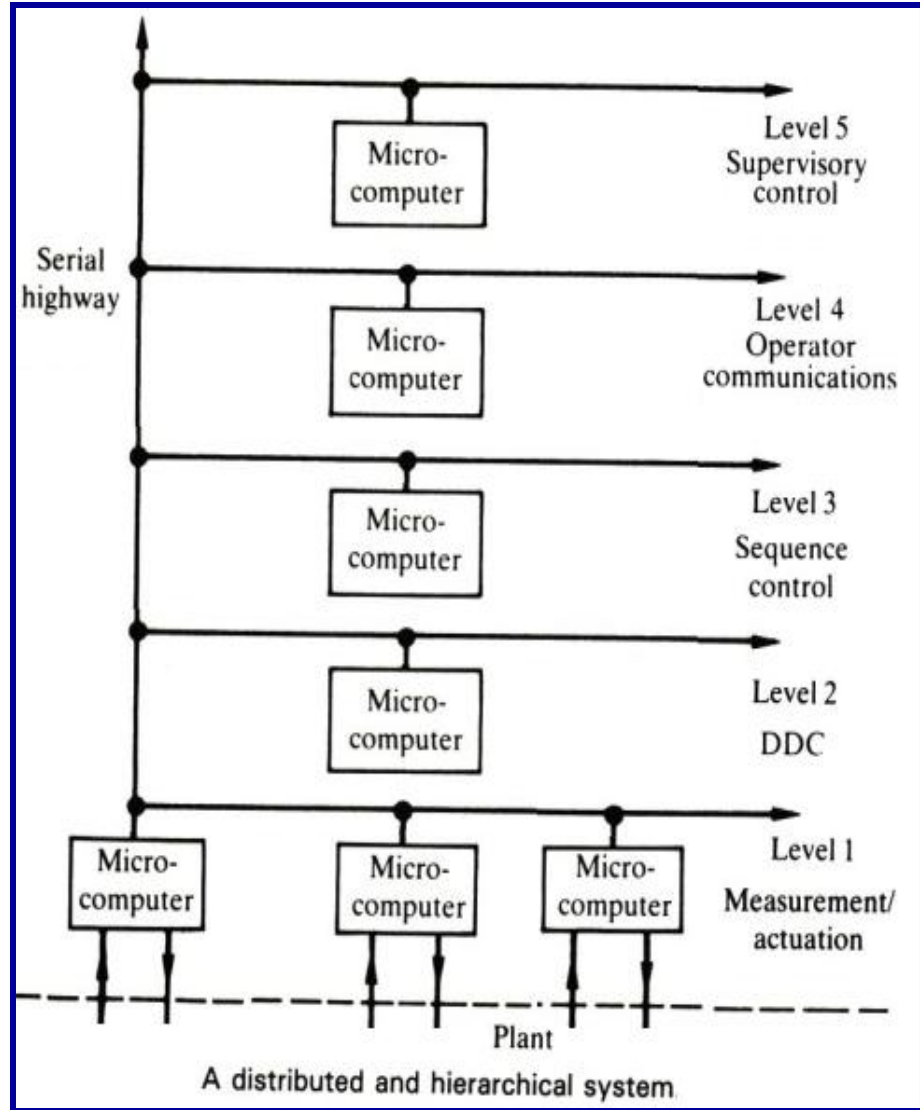 Micro-
computer
Level 5
Supervisory
control
Serial
highway
Micro-
computer
Level 4
Operator
communications
Micro-
computer
Level 3
Sequence
control
Micro-
computer
Level 2
DDC
Micro-
computer
Micro-
computer
Micro-
computer
Level 1
Measurement/
actuation
Plant
A distributed and hierarchical system